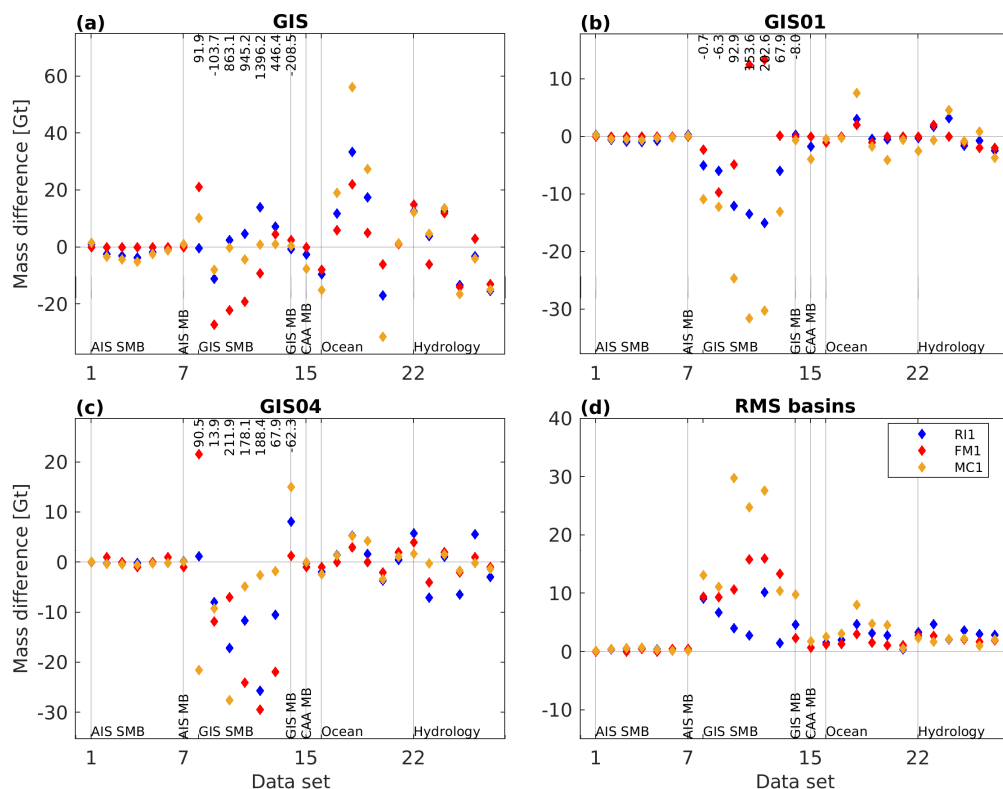 (a) GIS
91.9
-103.7
863.1
945.2
1396.2
446.4
-208.5
Mass difference [Gt]
60
40
20
0
-20
AIS SMB
AIS MB
GIS SMB
GIS MB
CAA MB
Ocean
Hydrology
1 7 15 22
(b) GIS01
-0.7
-6.3
92.9
153.6
202.6
67.9
-8.0
10
0
-10
-20
-30
AIS SMB
AIS MB
GIS SMB
GIS MB
CAA MB
Ocean
Hydrology
1 7 15 22
(c) GIS04
-90.5
13.9
211.9
178.1
188.4
67.9
-62.3
Mass difference [Gt]
20
10
0
-10
-20
-30
AIS SMB
AIS MB
GIS SMB
GIS MB
CAA MB
Ocean
Hydrology
1 7 15 22
Data set
(d) RMS basins
RI1
FM1
MC1
40
30
20
10
0
-10
AIS SMB
AIS MB
GIS SMB
GIS MB
CAA MB
Ocean
Hydrology
1 7 15 22
Data set